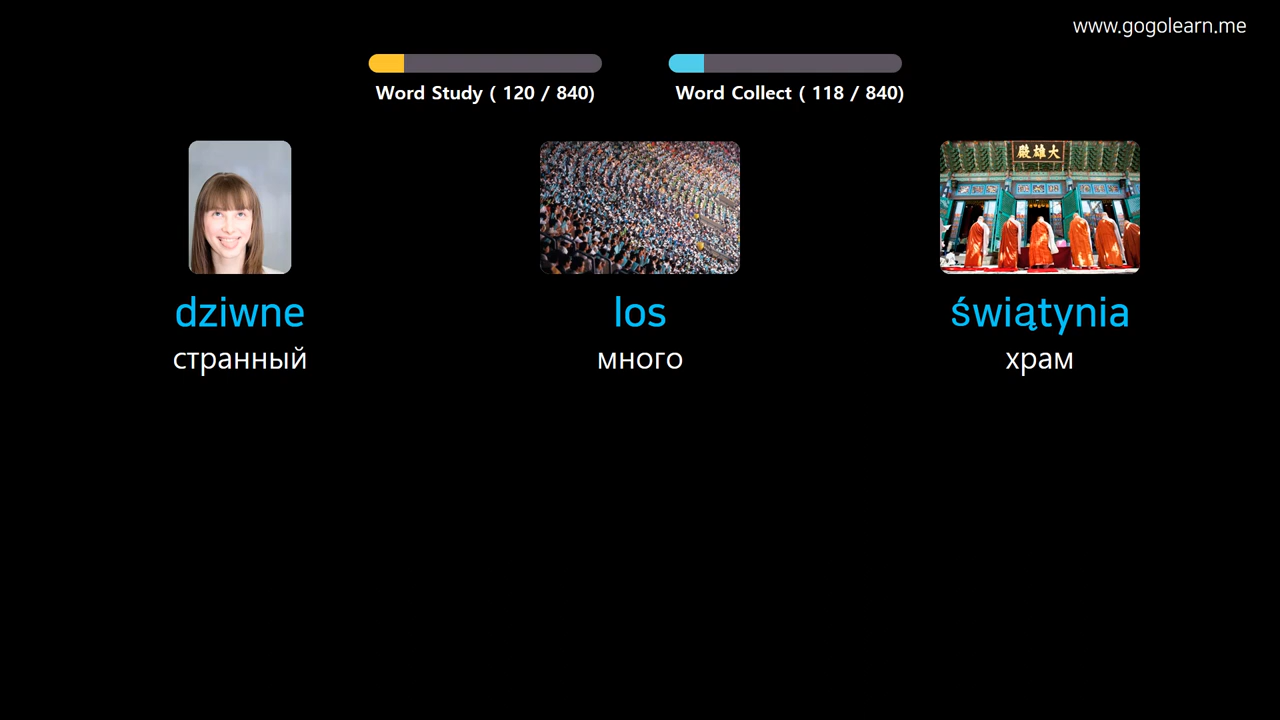 www.gogolearn.me
Word Study ( 120 / 840)
Word Collect ( 118 / 840)
殿雄大
dziwne
los
świątynia
странный
много
храм